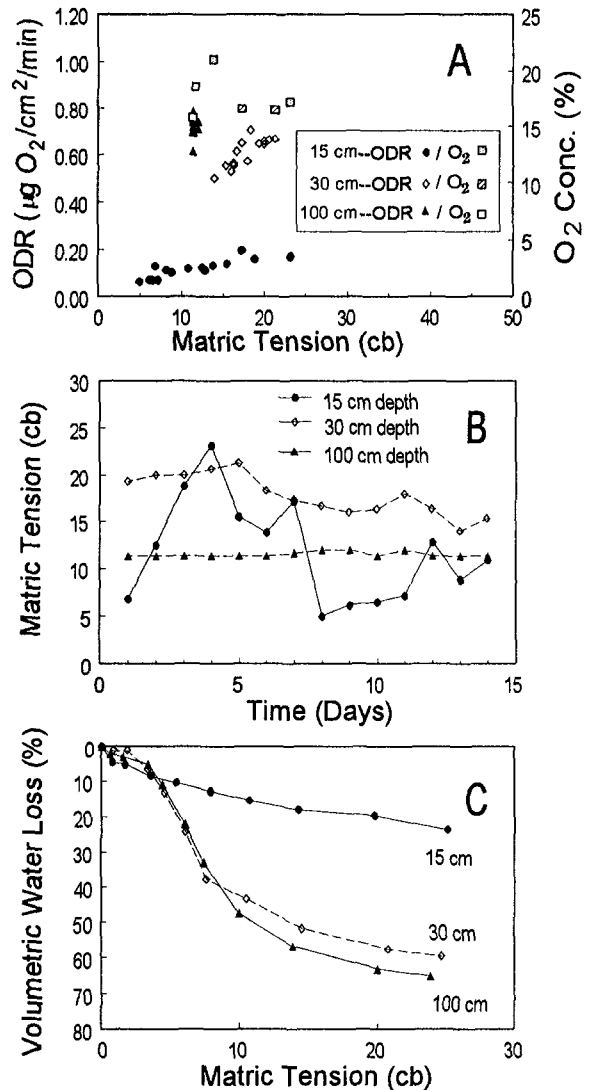 A
ODR (μg O₂/cm²/min)
1.20
1.00
0.80
0.60
0.40
0.20
0.00
O₂ Conc. (%)
25
20
15
10
5
0
15 cm--ODR / O₂
30 cm--ODR / O₂
100 cm--ODR / O₂
0 10 20 30 40 50
Matric Tension (cb)
B
Matric Tension (cb)
30
25
20
15
10
5
0
15 cm depth
30 cm depth
100 cm depth
0 5 10 15
Time (Days)
C
Volumetric Water Loss (%)
0
10
20
30
40
50
60
70
80
15 cm
30 cm
100 cm
0 10 20 30
Matric Tension (cb)